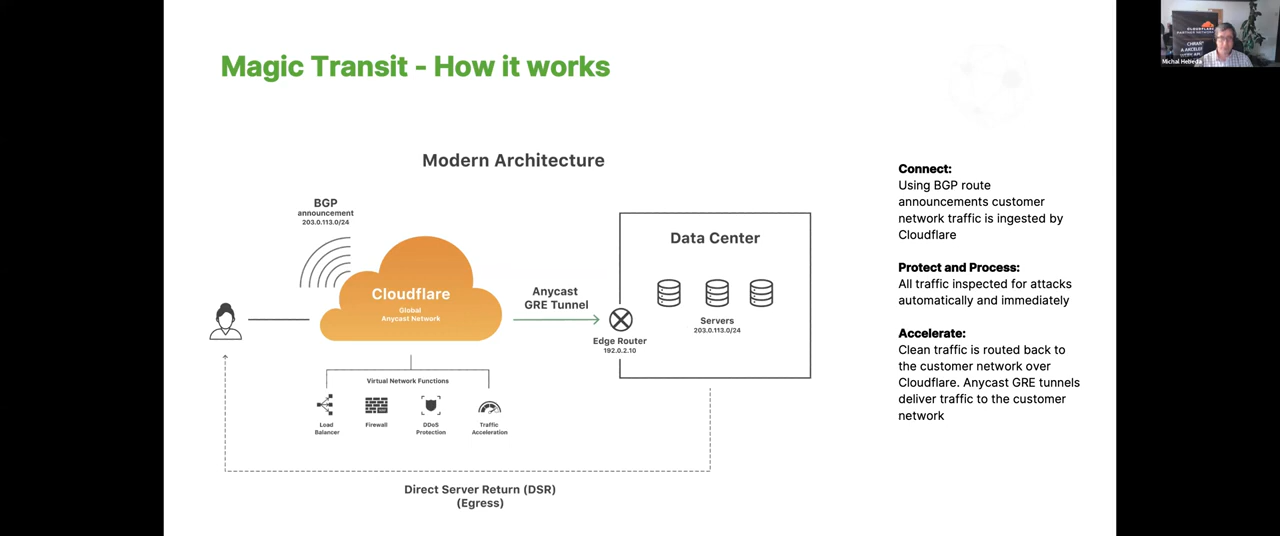 Magic Transit - How it works
Modern Architecture
BGP
announcement
203.0.113.0/24
Cloudflare
Global
Anycast Network
Anycast
GRE Tunnel
Data Center
Servers
203.0.113.0/24
Edge Router
192.0.2.10
Virtual Network Functions
Load
Balancer
Firewall
DDoS
Protection
Traffic
Acceleration
Direct Server Return (DSR)
(Egress)
Connect:
Using BGP route
announcements customer
network traffic is ingested by
Cloudflare
Protect and Process:
All traffic inspected for attacks
automatically and immediately
Accelerate:
Clean traffic is routed back to
the customer network over
Cloudflare. Anycast GRE tunnels
deliver traffic to the customer
network
CLOUDFLARE
PARTNER NETWORK
Michal Hebeda